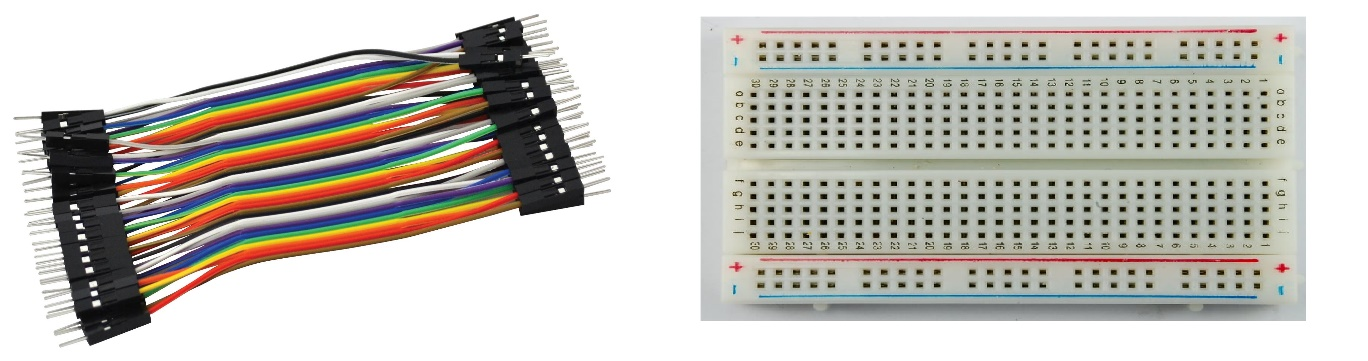 + +
- -
30 29 28 27 26 25 24 23 22 21 20 19 18 17 16 15 14 13 12 11 10 9 8 7 6 5 4 3 2 1
a a
b b
c c
d d
e e
f f
g g
h h
i i
j j
30 29 28 27 26 25 24 23 22 21 20 19 18 17 16 15 14 13 12 11 10 9 8 7 6 5 4 3 2 1
+ +
- -